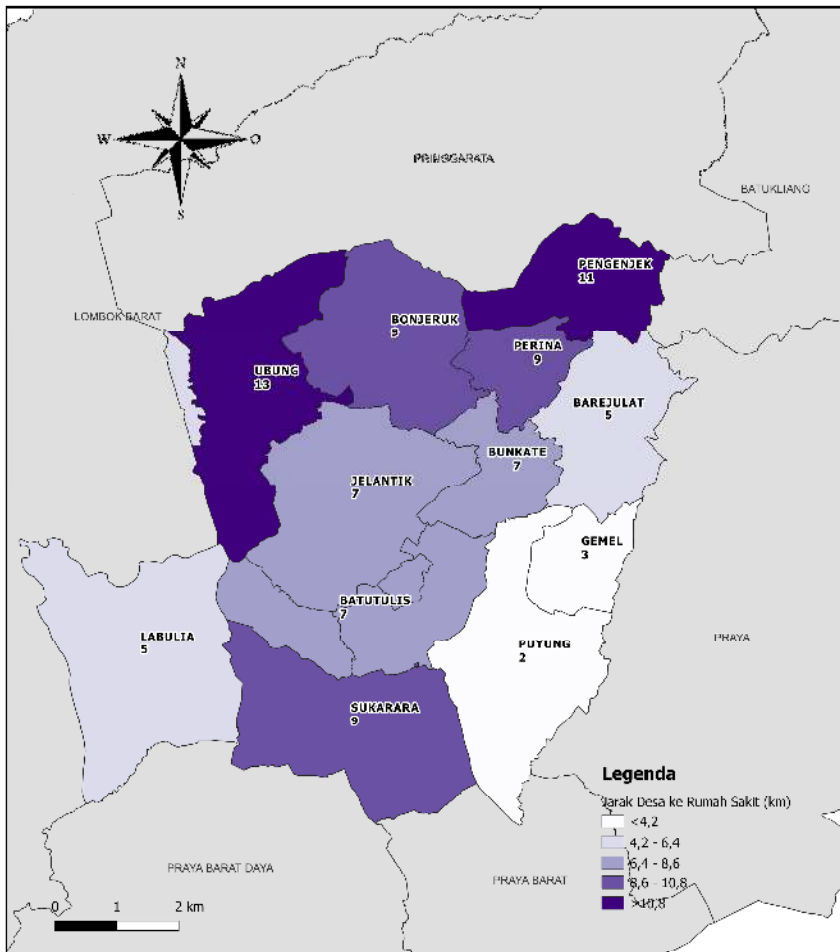 N
W
O
S
PRINGGARATA
BATUKLIANG
LOMBOK BARAT
PENGENJEK
11
BONJERUK
9
PERINA
9
UBUNG
13
BAREJULAT
5
BUNKATE
7
JELANTIK
7
GEMEL
3
BATUTULIS
7
LABULIA
5
PUYUNG
2
PRAYA
SUKARARA
9
PRAYA BARAT DAYA
PRAYA BARAT
Legenda
Jarak Desa ke Rumah Sakit (km)
<4,2
4,2 - 6,4
6,4 - 8,6
8,6 - 10,8
>10,8
0 1 2 km